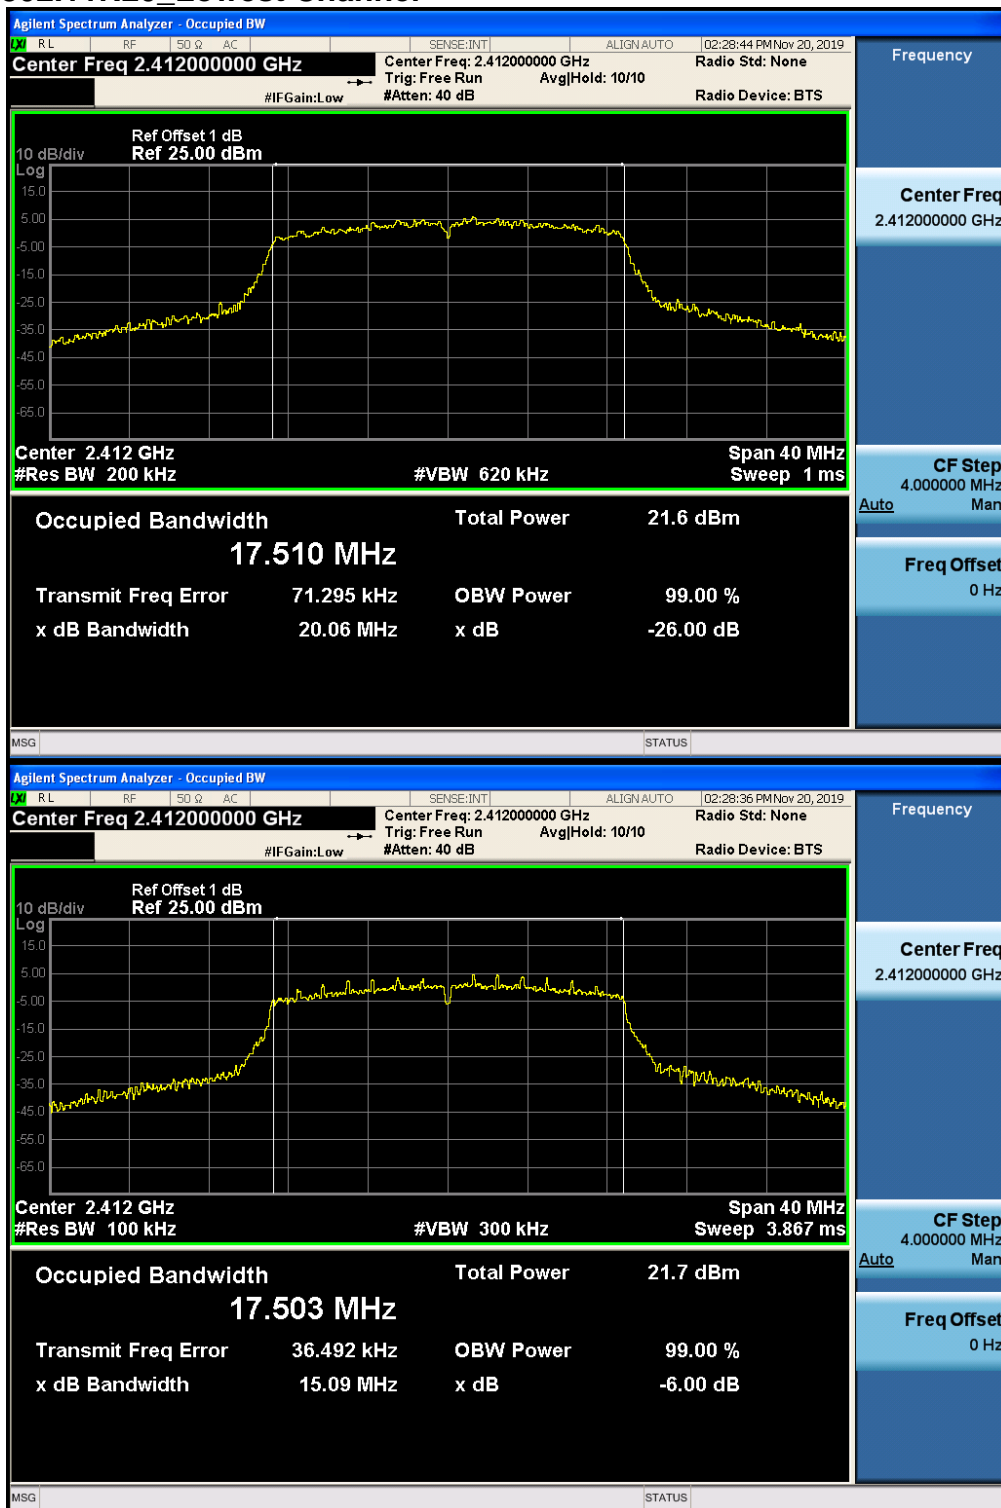 Agilent Spectrum Analyzer - Occupied BW
LXI RL RF 50 Ω AC SENSE:INT ALIGN AUTO 02:28:44 PM Nov 20, 2019
Center Freq 2.412000000 GHz Center Freq: 2.412000000 GHz Radio Std: None Frequency
Trig: Free Run Avg|Hold: 10/10
#IFGain:Low #Atten: 40 dB Radio Device: BTS
Ref Offset 1 dB
10 dB/div Ref 25.00 dBm
Log
15.0
5.00
-5.00
-15.0
-25.0
-35.0
-45.0
-55.0
-65.0
Center Freq
2.412000000 GHz
Center 2.412 GHz Span 40 MHz
#Res BW 200 kHz #VBW 620 kHz Sweep 1 ms
CF Step
4.000000 MHz
Auto Man
Occupied Bandwidth Total Power 21.6 dBm
17.510 MHz
Freq Offset
0 Hz
Transmit Freq Error 71.295 kHz OBW Power 99.00 %
x dB Bandwidth 20.06 MHz x dB -26.00 dB
MSG STATUS
Agilent Spectrum Analyzer - Occupied BW
LXI RL RF 50 Ω AC SENSE:INT ALIGN AUTO 02:28:36 PM Nov 20, 2019
Center Freq 2.412000000 GHz Center Freq: 2.412000000 GHz Radio Std: None Frequency
Trig: Free Run Avg|Hold: 10/10
#IFGain:Low #Atten: 40 dB Radio Device: BTS
Ref Offset 1 dB
10 dB/div Ref 25.00 dBm
Log
15.0
5.00
-5.00
-15.0
-25.0
-35.0
-45.0
-55.0
-65.0
Center Freq
2.412000000 GHz
Center 2.412 GHz Span 40 MHz
#Res BW 100 kHz #VBW 300 kHz Sweep 3.867 ms
CF Step
4.000000 MHz
Auto Man
Occupied Bandwidth Total Power 21.7 dBm
17.503 MHz
Freq Offset
0 Hz
Transmit Freq Error 36.492 kHz OBW Power 99.00 %
x dB Bandwidth 15.09 MHz x dB -6.00 dB
MSG STATUS